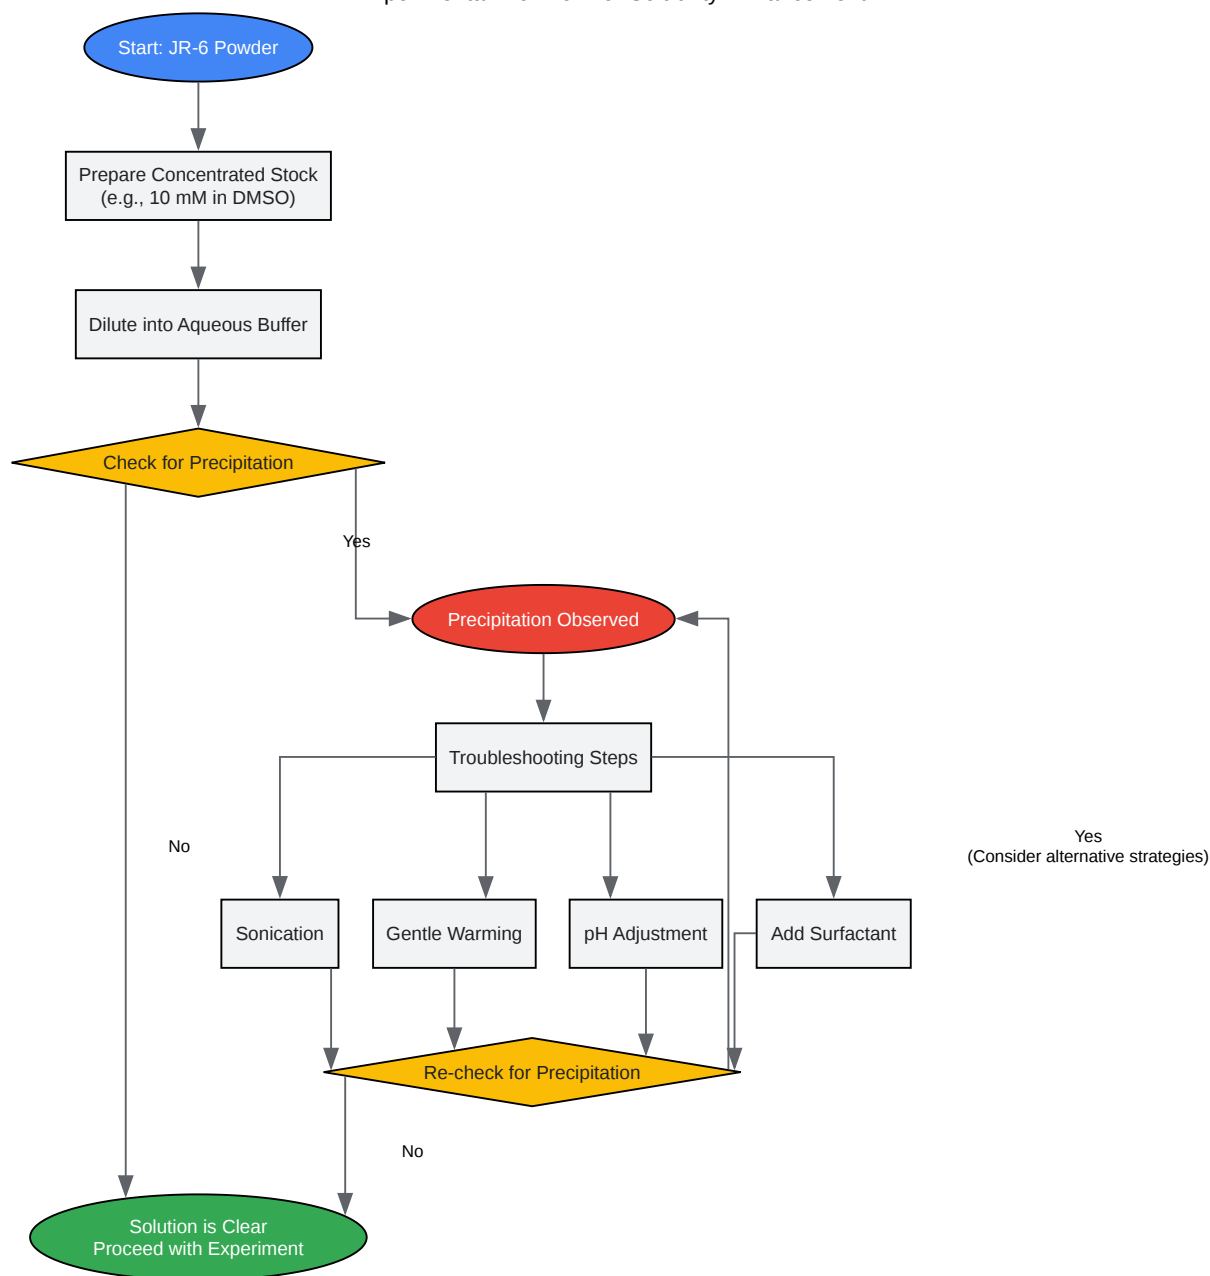 Start: JR-6 Powder
Prepare Concentrated Stock
(e.g., 10 mM in DMSO)
Dilute into Aqueous Buffer
Check for Precipitation
Yes
Precipitation Observed
Troubleshooting Steps
No
Yes
(Consider alternative strategies)
Sonication
Gentle Warming
pH Adjustment
Add Surfactant
Re-check for Precipitation
No
Solution is Clear
Proceed with Experiment